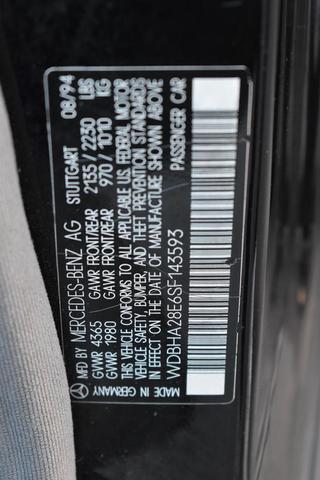 MFD BY MERCEDES-BENZ AG STUTTGART 08/94
GVWR 4365 GAWR FRONT/REAR 2135 / 2230 LBS
GVWR 1980 GAWR FRONT/REAR 970 / 1010 KG
THIS VEHICLE CONFORMS TO ALL APPLICABLE U.S. FEDERAL MOTOR
VEHICLE SAFETY, BUMPER, AND THEFT PREVENTION STANDARDS
IN EFFECT ON THE DATE OF MANUFACTURE SHOWN ABOVE
WDBHA28E6SF143593 PASSENGER CAR
MADE IN GERMANY